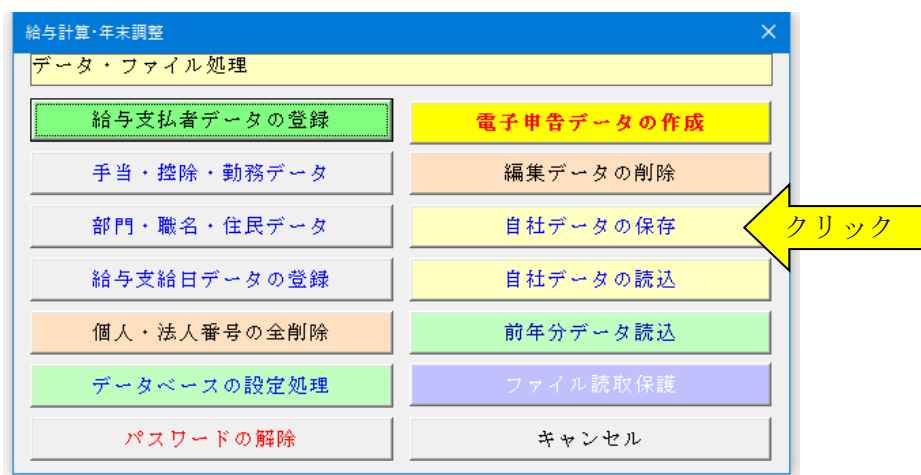 給与計算･年末調整
データ・ファイル処理
給与支払者データの登録
電子申告データの作成
手当・控除・勤務データ
編集データの削除
部門・職名・住民データ
自社データの保存
クリック
給与支給日データの登録
自社データの読込
個人・法人番号の全削除
前年分データ読込
データベースの設定処理
ファイル読取保護
パスワードの解除
キャンセル